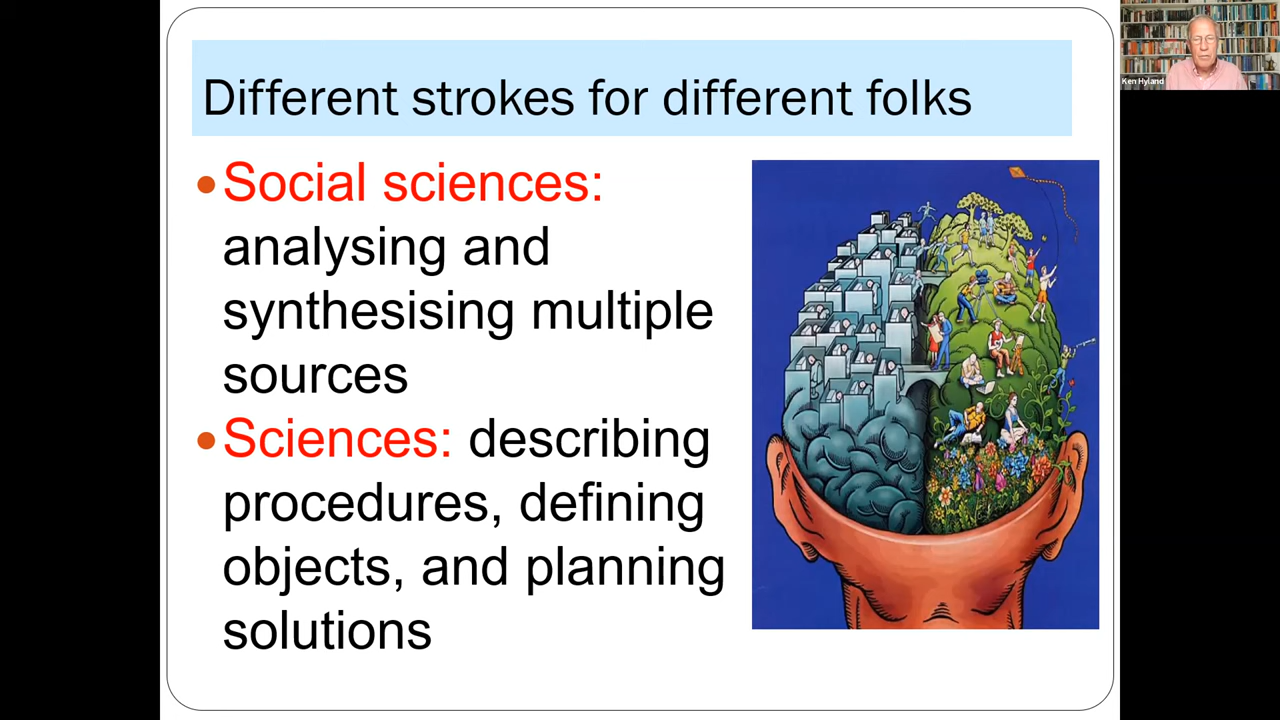 Different strokes for different folks
•Social sciences:
analysing and
synthesising multiple
sources
•Sciences: describing
procedures, defining
objects, and planning
solutions
Ken Hyland